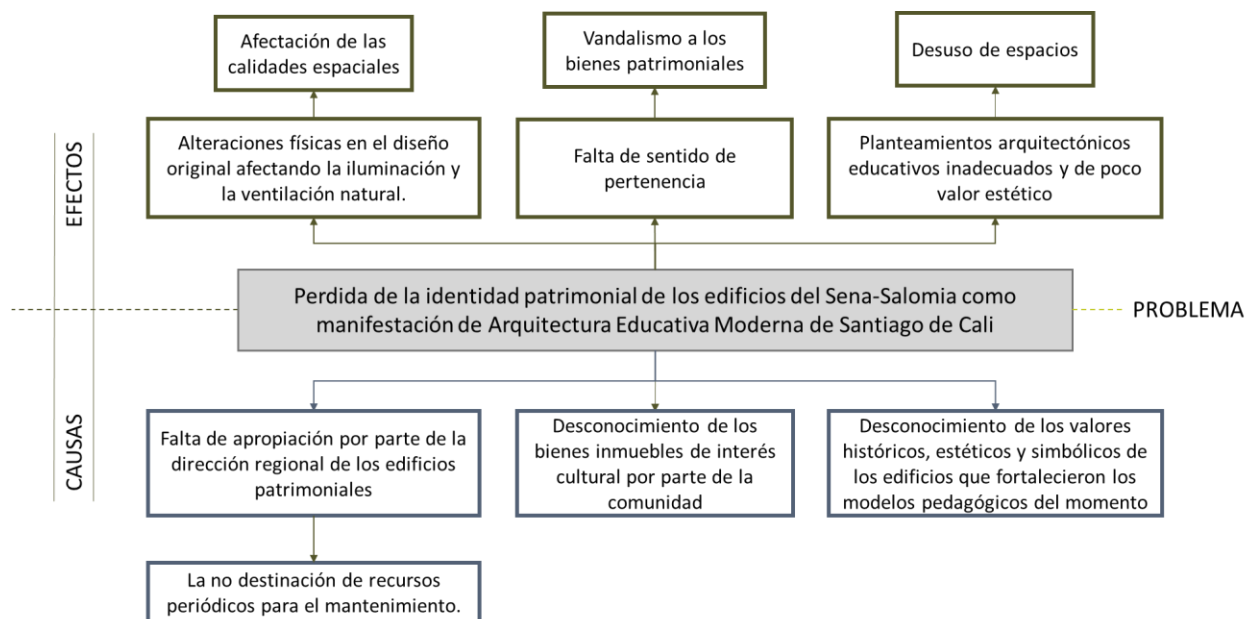 Afectación de las
calidades espaciales
Vandalismo a los
bienes patrimoniales
Desuso de espacios
EFECTOS
Alteraciones físicas en el diseño
original afectando la iluminación y
la ventilación natural.
Falta de sentido de
pertenencia
Planteamientos arquitectónicos
educativos inadecuados y de poco
valor estético
Perdida de la identidad patrimonial de los edificios del Sena-Salomia como
manifestación de Arquitectura Educativa Moderna de Santiago de Cali
PROBLEMA
CAUSAS
Falta de apropiación por parte de la
dirección regional de los edificios
patrimoniales
Desconocimiento de los
bienes inmuebles de interés
cultural por parte de la
comunidad
Desconocimiento de los valores
históricos, estéticos y simbólicos de
los edificios que fortalecieron los
modelos pedagógicos del momento
La no destinación de recursos
periódicos para el mantenimiento.